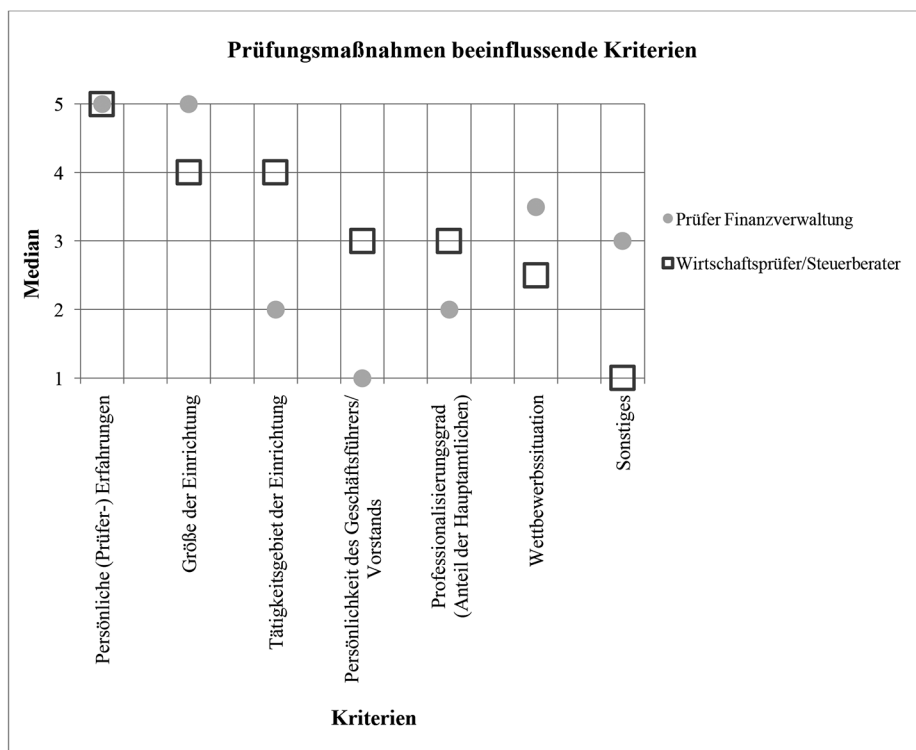 Prüfungsmaßnahmen beeinflussende Kriterien
5
4
3
2
1
Median
Persönliche (Prüfer-) Erfahrungen
Größe der Einrichtung
Tätigkeitsgebiet der Einrichtung
Persönlichkeit des Geschäftsführers/
Vorstands
Professionalisierungsgrad
(Anteil der Hauptamtlichen)
Wettbewerbssituation
Sonstiges
Kriterien
Prüfer Finanzverwaltung
Wirtschaftsprüfer/Steuerberater